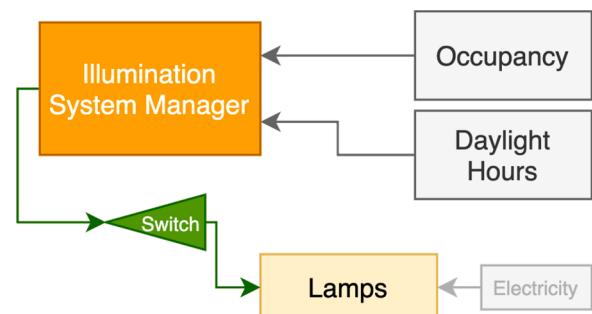 Illumination
System Manager
Occupancy
Daylight
Hours
Switch
Lamps
Electricity